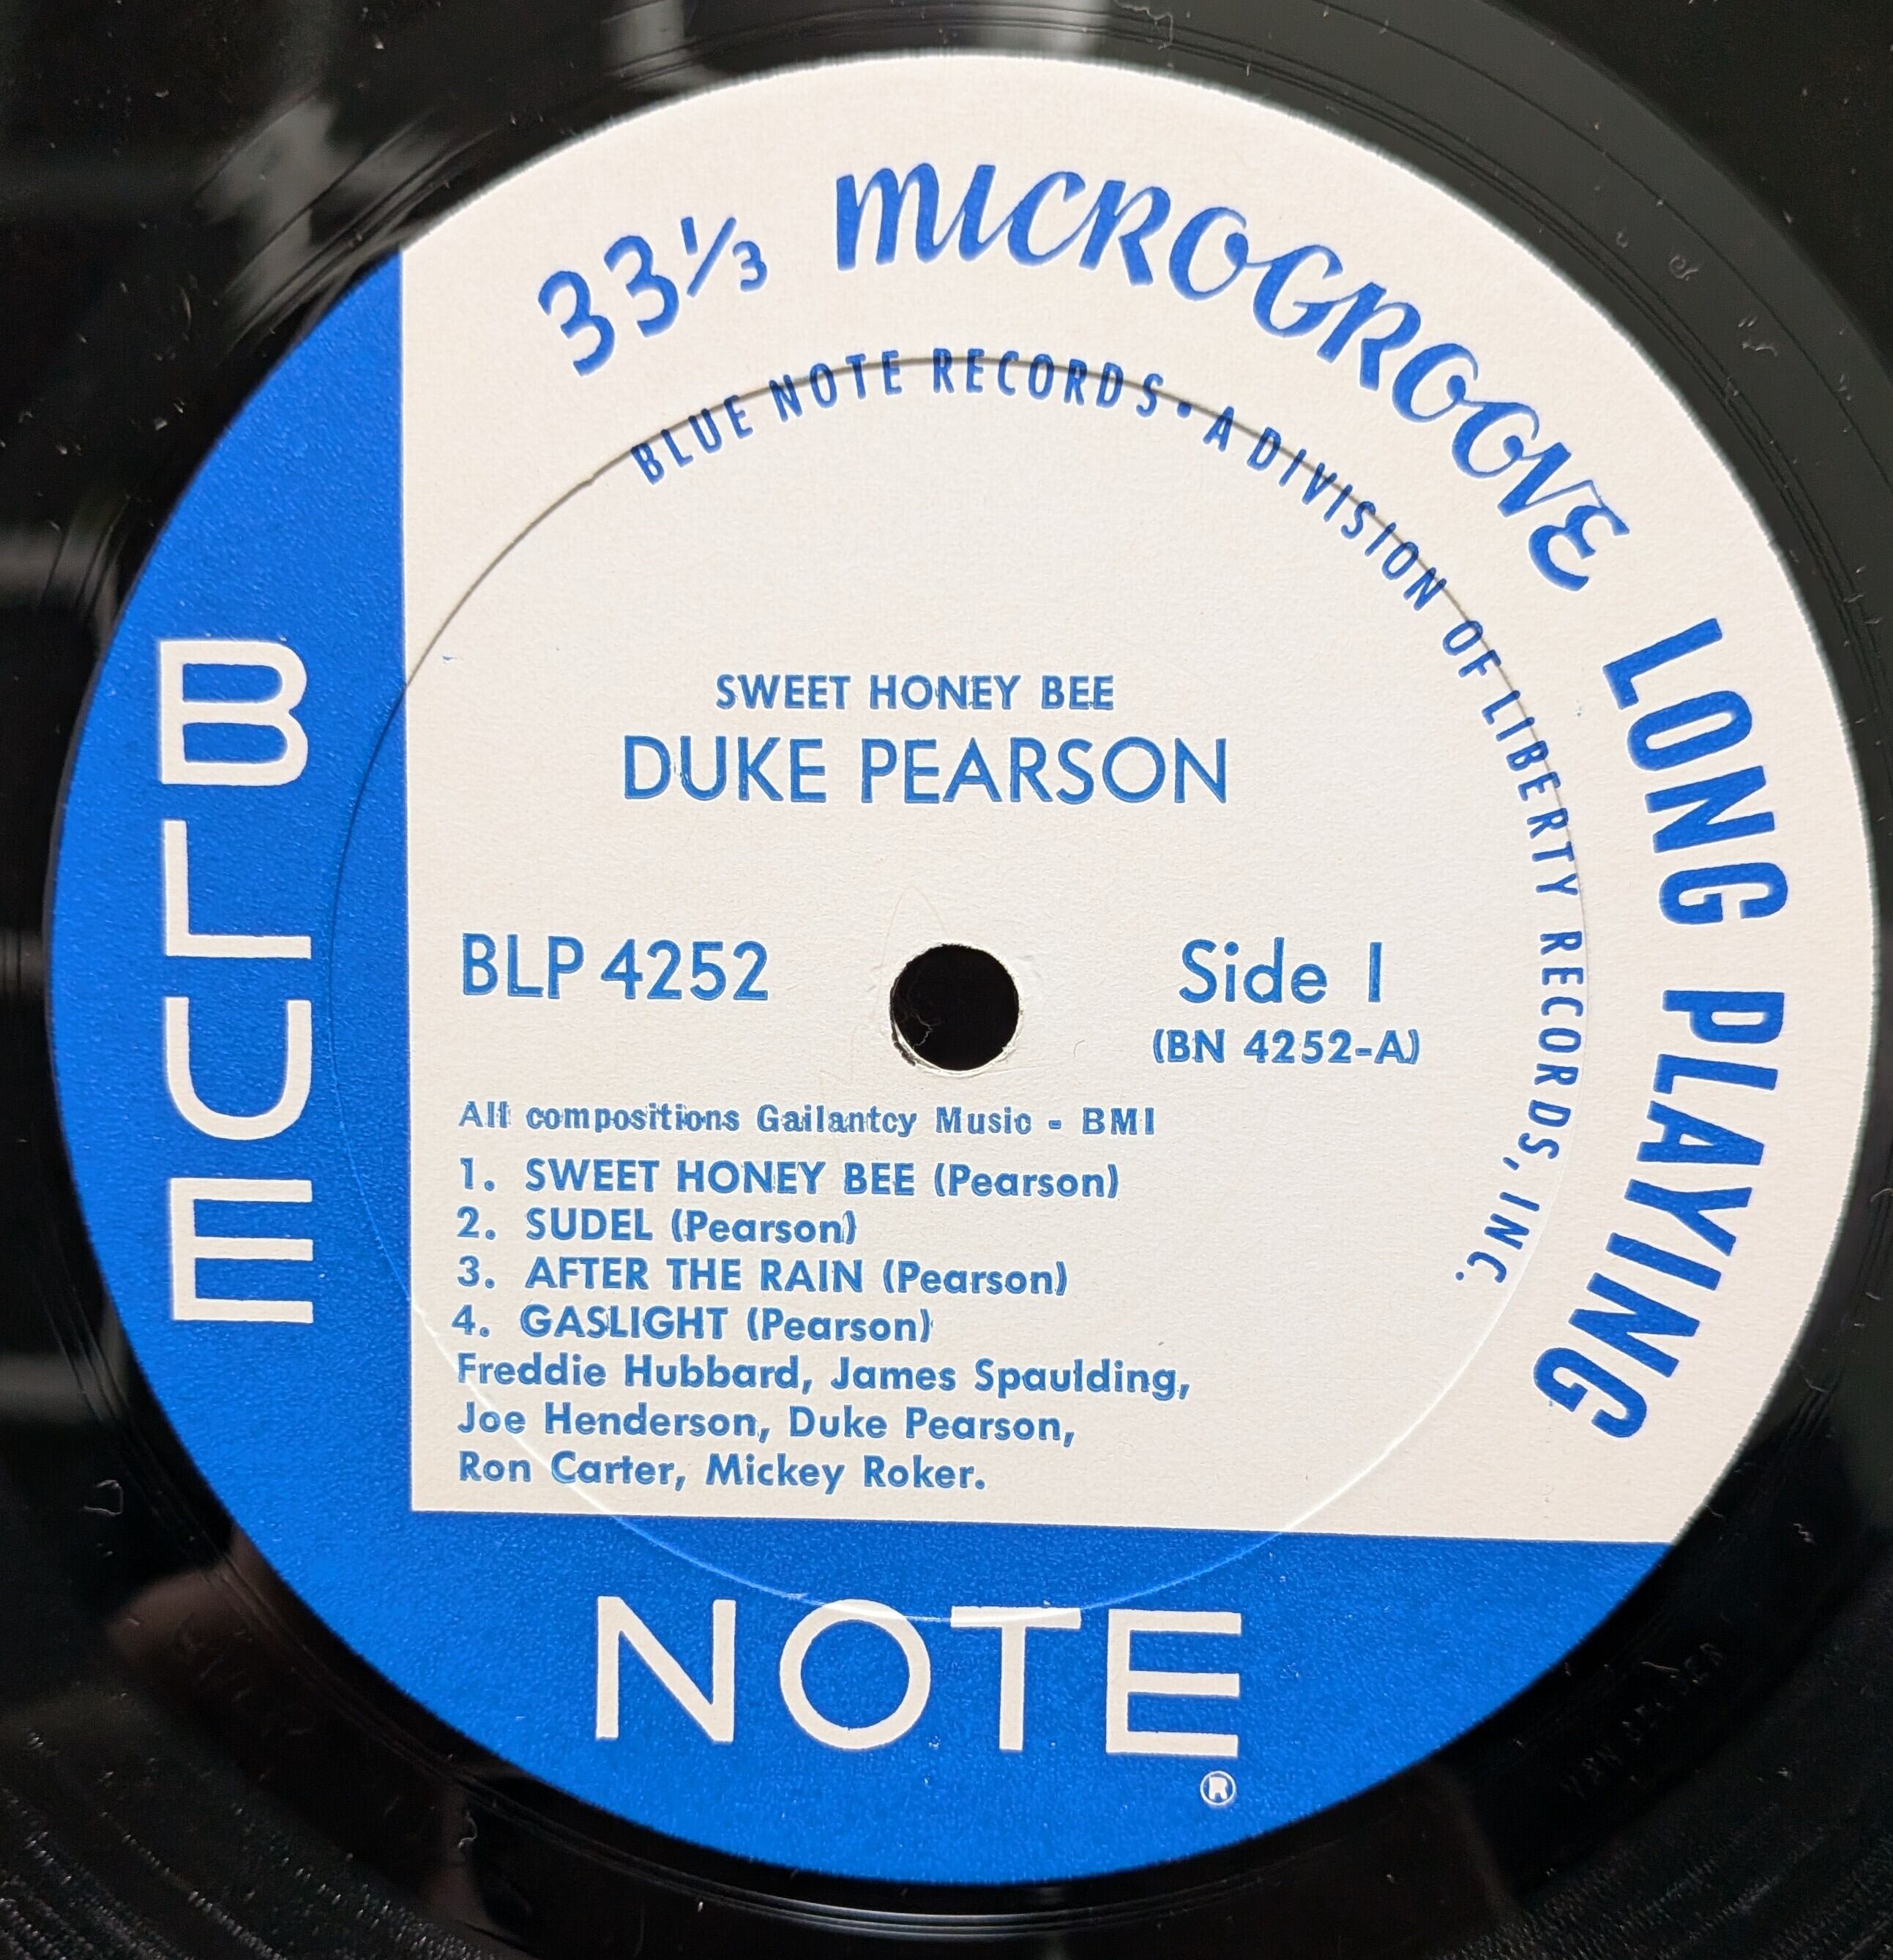 33⅓ MICROGROOVE LONG PLAYING
BLUE NOTE RECORDS • A DIVISION OF LIBERTY RECORDS, INC.
SWEET HONEY BEE
DUKE PEARSON
BLP 4252
Side 1
(BN 4252-A)
All compositions Gailantcy Music - BMI
1. SWEET HONEY BEE (Pearson)
2. SUDEL (Pearson)
3. AFTER THE RAIN (Pearson)
4. GASLIGHT (Pearson)
Freddie Hubbard, James Spaulding,
Joe Henderson, Duke Pearson,
Ron Carter, Mickey Roker.
BLUE
NOTE
®
VAN GELDER